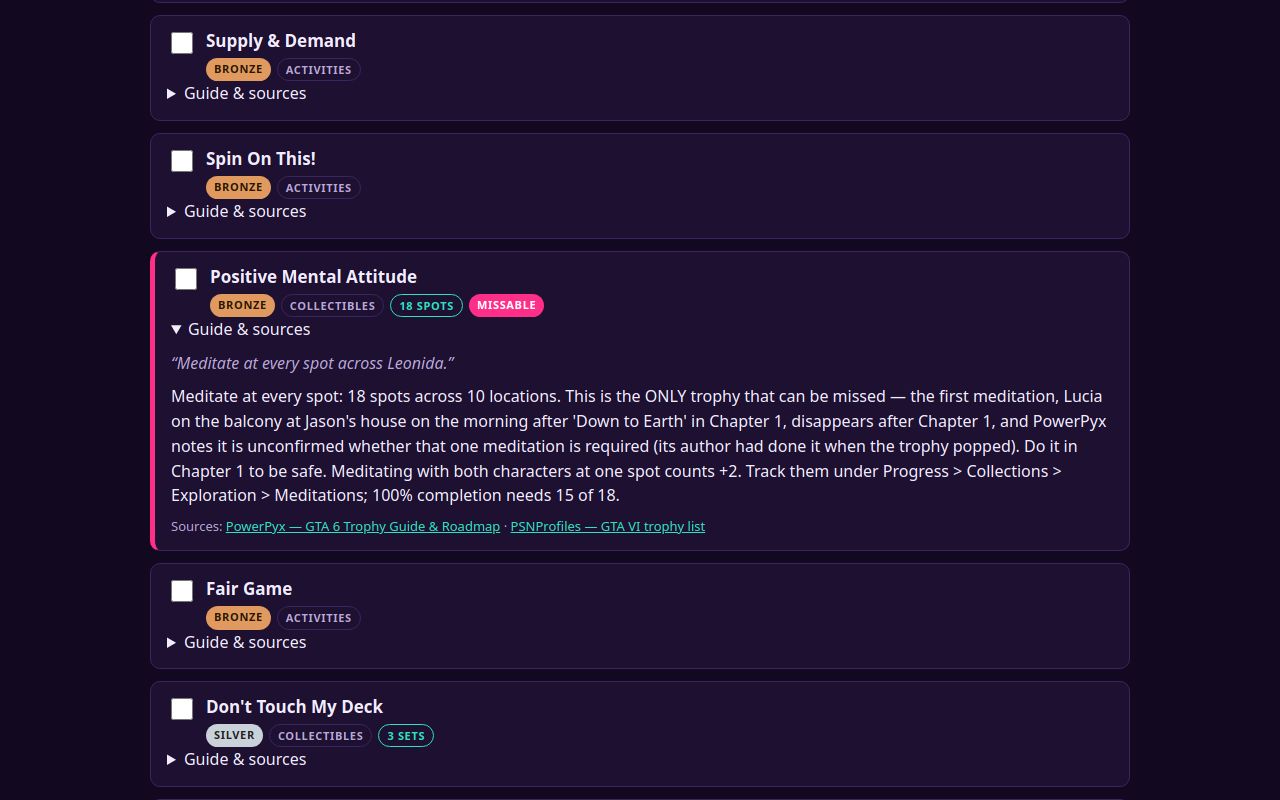 Supply & Demand
BRONZE ACTIVITIES
Guide & sources
Spin On This!
BRONZE ACTIVITIES
Guide & sources
Positive Mental Attitude
BRONZE COLLECTIBLES 18 SPOTS MISSABLE
Guide & sources
“Meditate at every spot across Leonida.”
Meditate at every spot: 18 spots across 10 locations. This is the ONLY trophy that can be missed — the first meditation, Lucia
on the balcony at Jason's house on the morning after 'Down to Earth' in Chapter 1, disappears after Chapter 1, and PowerPyx
notes it is unconfirmed whether that one meditation is required (its author had done it when the trophy popped). Do it in
Chapter 1 to be safe. Meditating with both characters at one spot counts +2. Track them under Progress > Collections >
Exploration > Meditations; 100% completion needs 15 of 18.
Sources: PowerPyx — GTA 6 Trophy Guide & Roadmap · PSNProfiles — GTA VI trophy list
Fair Game
BRONZE ACTIVITIES
Guide & sources
Don't Touch My Deck
SILVER COLLECTIBLES 3 SETS
Guide & sources